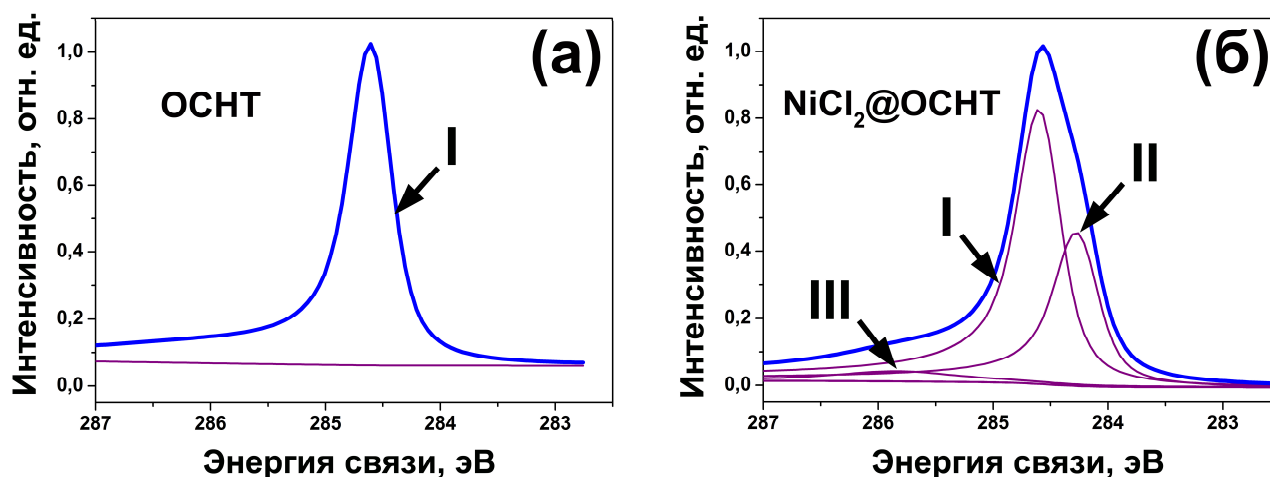 Интенсивность, отн. ед.
1,0
0,8
0,6
0,4
0,2
0,0
ОСНТ
(а)
I
287
286
285
284
283
Энергия связи, эВ
Интенсивность, отн. ед.
1,0
0,8
0,6
0,4
0,2
0,0
NiCl₂@ОСНТ
(б)
I
II
III
287
286
285
284
283
Энергия связи, эВ